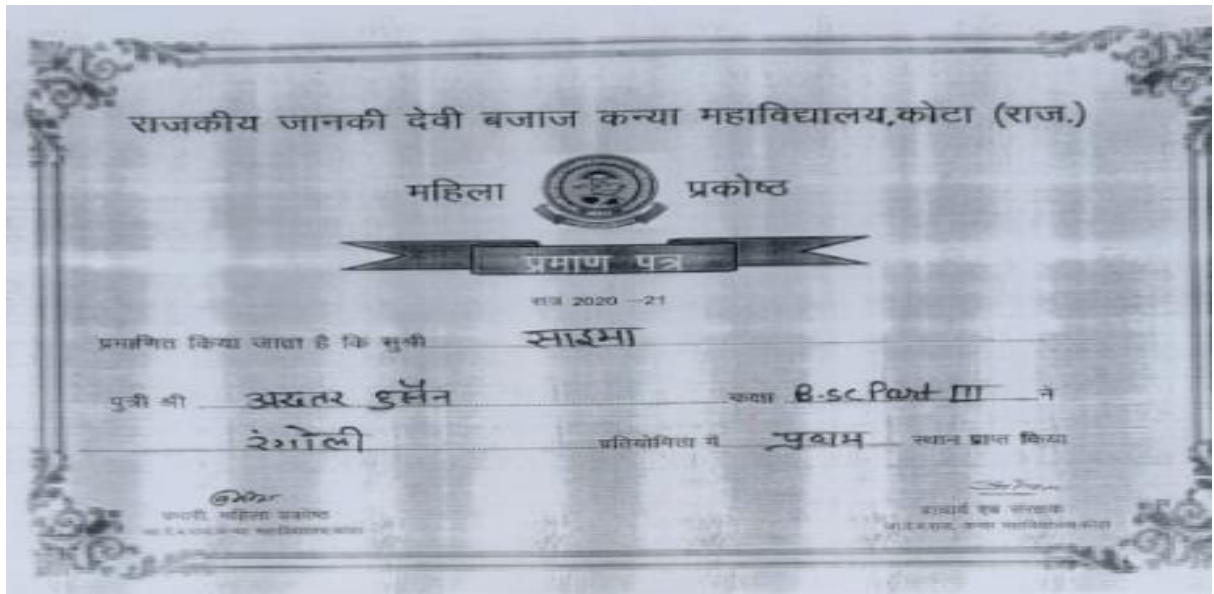 राजकीय जानकी देवी बजाज कन्या महाविद्यालय,कोटा (राज.)
महिला प्रकोष्ठ
प्रमाण पत्र
सत्र 2020 -21
प्रमाणित किया जाता है कि सुश्री साइमा
पुत्री श्री अख्तर हुसैन कक्षा B.sc Part III ने
रंगोली प्रतियोगिता में प्रथम स्थान प्राप्त किया
प्रभारी, महिला प्रकोष्ठ
प्राचार्य एवं संरक्षक